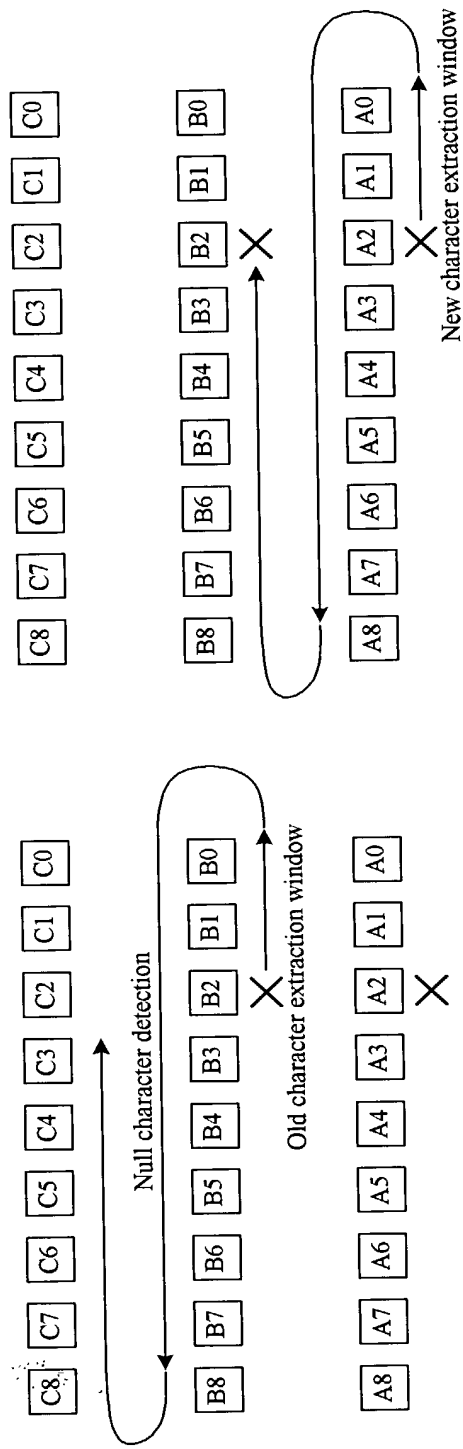 C8 C7 C6 C5 C4 C3 C2 C1 C0
Null character detection
B8 B7 B6 B5 B4 B3 B2 B1 B0
Old character extraction window
A8 A7 A6 A5 A4 A3 A2 A1 A0
C8 C7 C6 C5 C4 C3 C2 C1 C0
B8 B7 B6 B5 B4 B3 B2 B1 B0
A8 A7 A6 A5 A4 A3 A2 A1 A0
New character extraction window